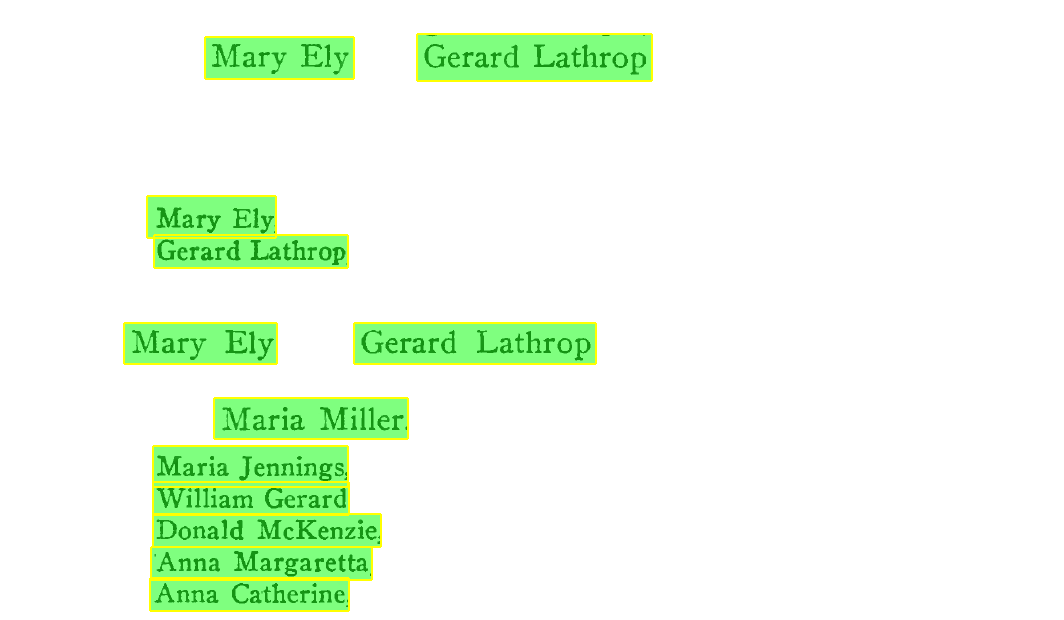 Mary Ely Gerard Lathrop
Mary Ely
Gerard Lathrop
Mary Ely Gerard Lathrop
Maria Miller.
Maria Jennings,
William Gerard
Donald McKenzie,
Anna Margaretta,
Anna Catherine,